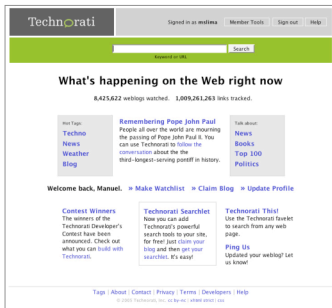 Technorati
Signed in as mslima Member Tools Sign out Help
Search
Keyword or URL
What's happening on the Web right now
8,425,622 weblogs watched. 1,009,261,263 links tracked.
Hot Tags:
Techno
News
Weather
Blog
Remembering Pope John Paul
People all over the world are mourning
the passing of Pope John Paul II. You
can use Technorati to follow the
conversation about the the
third-longest-serving pontiff in history.
Talk about:
News
Books
Top 100
Politics
Welcome back, Manuel. » Make Watchlist » Claim Blog » Update Profile
Contest Winners
The winners of the
Technorati Developer's
Contest have been
announced. Check out
what you can build with
Technorati.
Technorati Searchlet
Now you can add
Technorati's powerful
search tools to your site,
for free! Just claim your
blog and then get your
searchlet. It's easy!
Technorati This!
Use the Technorati favelet
to search from any web
page.
Ping Us
Updated your weblog? Let
us know!
Tags | About | Contact | Privacy | Terms | Developers | Help